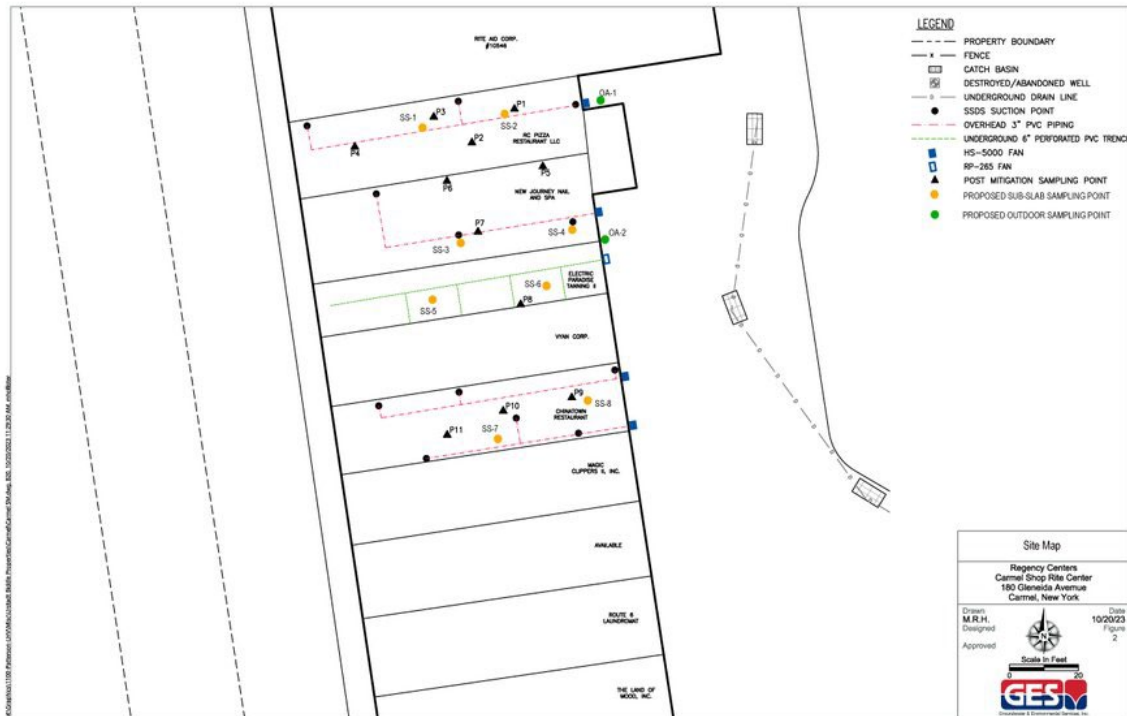 RITE AID CORP.
#10546
OA-1
P1
P3
SS-1
SS-2
RC PIZZA
RESTAURANT LLC
P2
P4
P5
P6
NEW JOURNEY NAIL
AND SPA
P7
SS-4
SS-3
OA-2
ELECTRIC
PARADISE
TANNING II
SS-6
SS-5
P8
VYAN CORP.
P9
SS-8
P10
CHINATOWN
RESTAURANT
P11
SS-7
MAGIC
CLIPPERS II, INC.
AVAILABLE
ROUTE 6
LAUNDROMAT
THE LAND OF
WOOD, INC.
LEGEND
PROPERTY BOUNDARY
FENCE
CATCH BASIN
DESTROYED/ABANDONED WELL
UNDERGROUND DRAIN LINE
SSDS SUCTION POINT
OVERHEAD 3" PVC PIPING
UNDERGROUND 6" PERFORATED PVC TRENC
HS-5000 FAN
RP-265 FAN
POST MITIGATION SAMPLING POINT
PROPOSED SUB-SLAB SAMPLING POINT
PROPOSED OUTDOOR SAMPLING POINT
Site Map
Regency Centers
Carmel Shop Rite Center
180 Gleneida Avenue
Carmel, New York
Drawn
M.R.H.
Designed
Approved
N
Date
10/20/23
Figure
2
Scale In Feet
0 20
GES
Groundwater & Environmental Services, Inc.